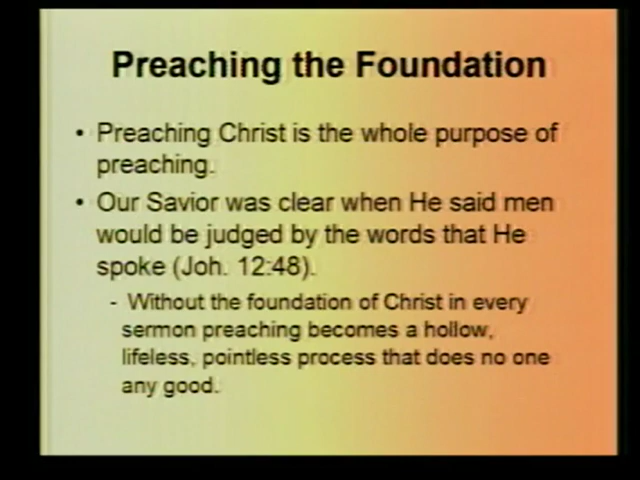 Preaching the Foundation
• Preaching Christ is the whole purpose of
preaching.
• Our Savior was clear when He said men
would be judged by the words that He
spoke (Joh. 12:48).
- Without the foundation of Christ in every
sermon preaching becomes a hollow,
lifeless, pointless process that does no one
any good.